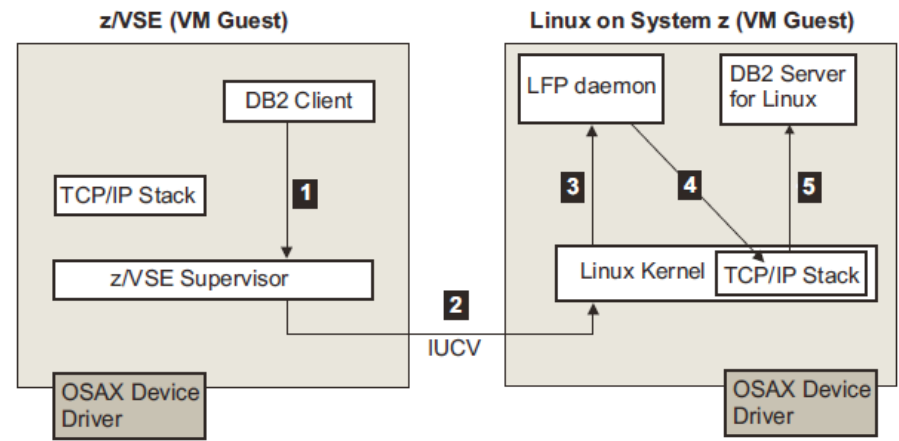 z/VSE (VM Guest)
Linux on System z (VM Guest)
DB2 Client
LFP daemon
DB2 Server
for Linux
TCP/IP Stack
1
3
4
5
z/VSE Supervisor
Linux Kernel
TCP/IP Stack
2
IUCV
OSAX Device
Driver
OSAX Device
Driver